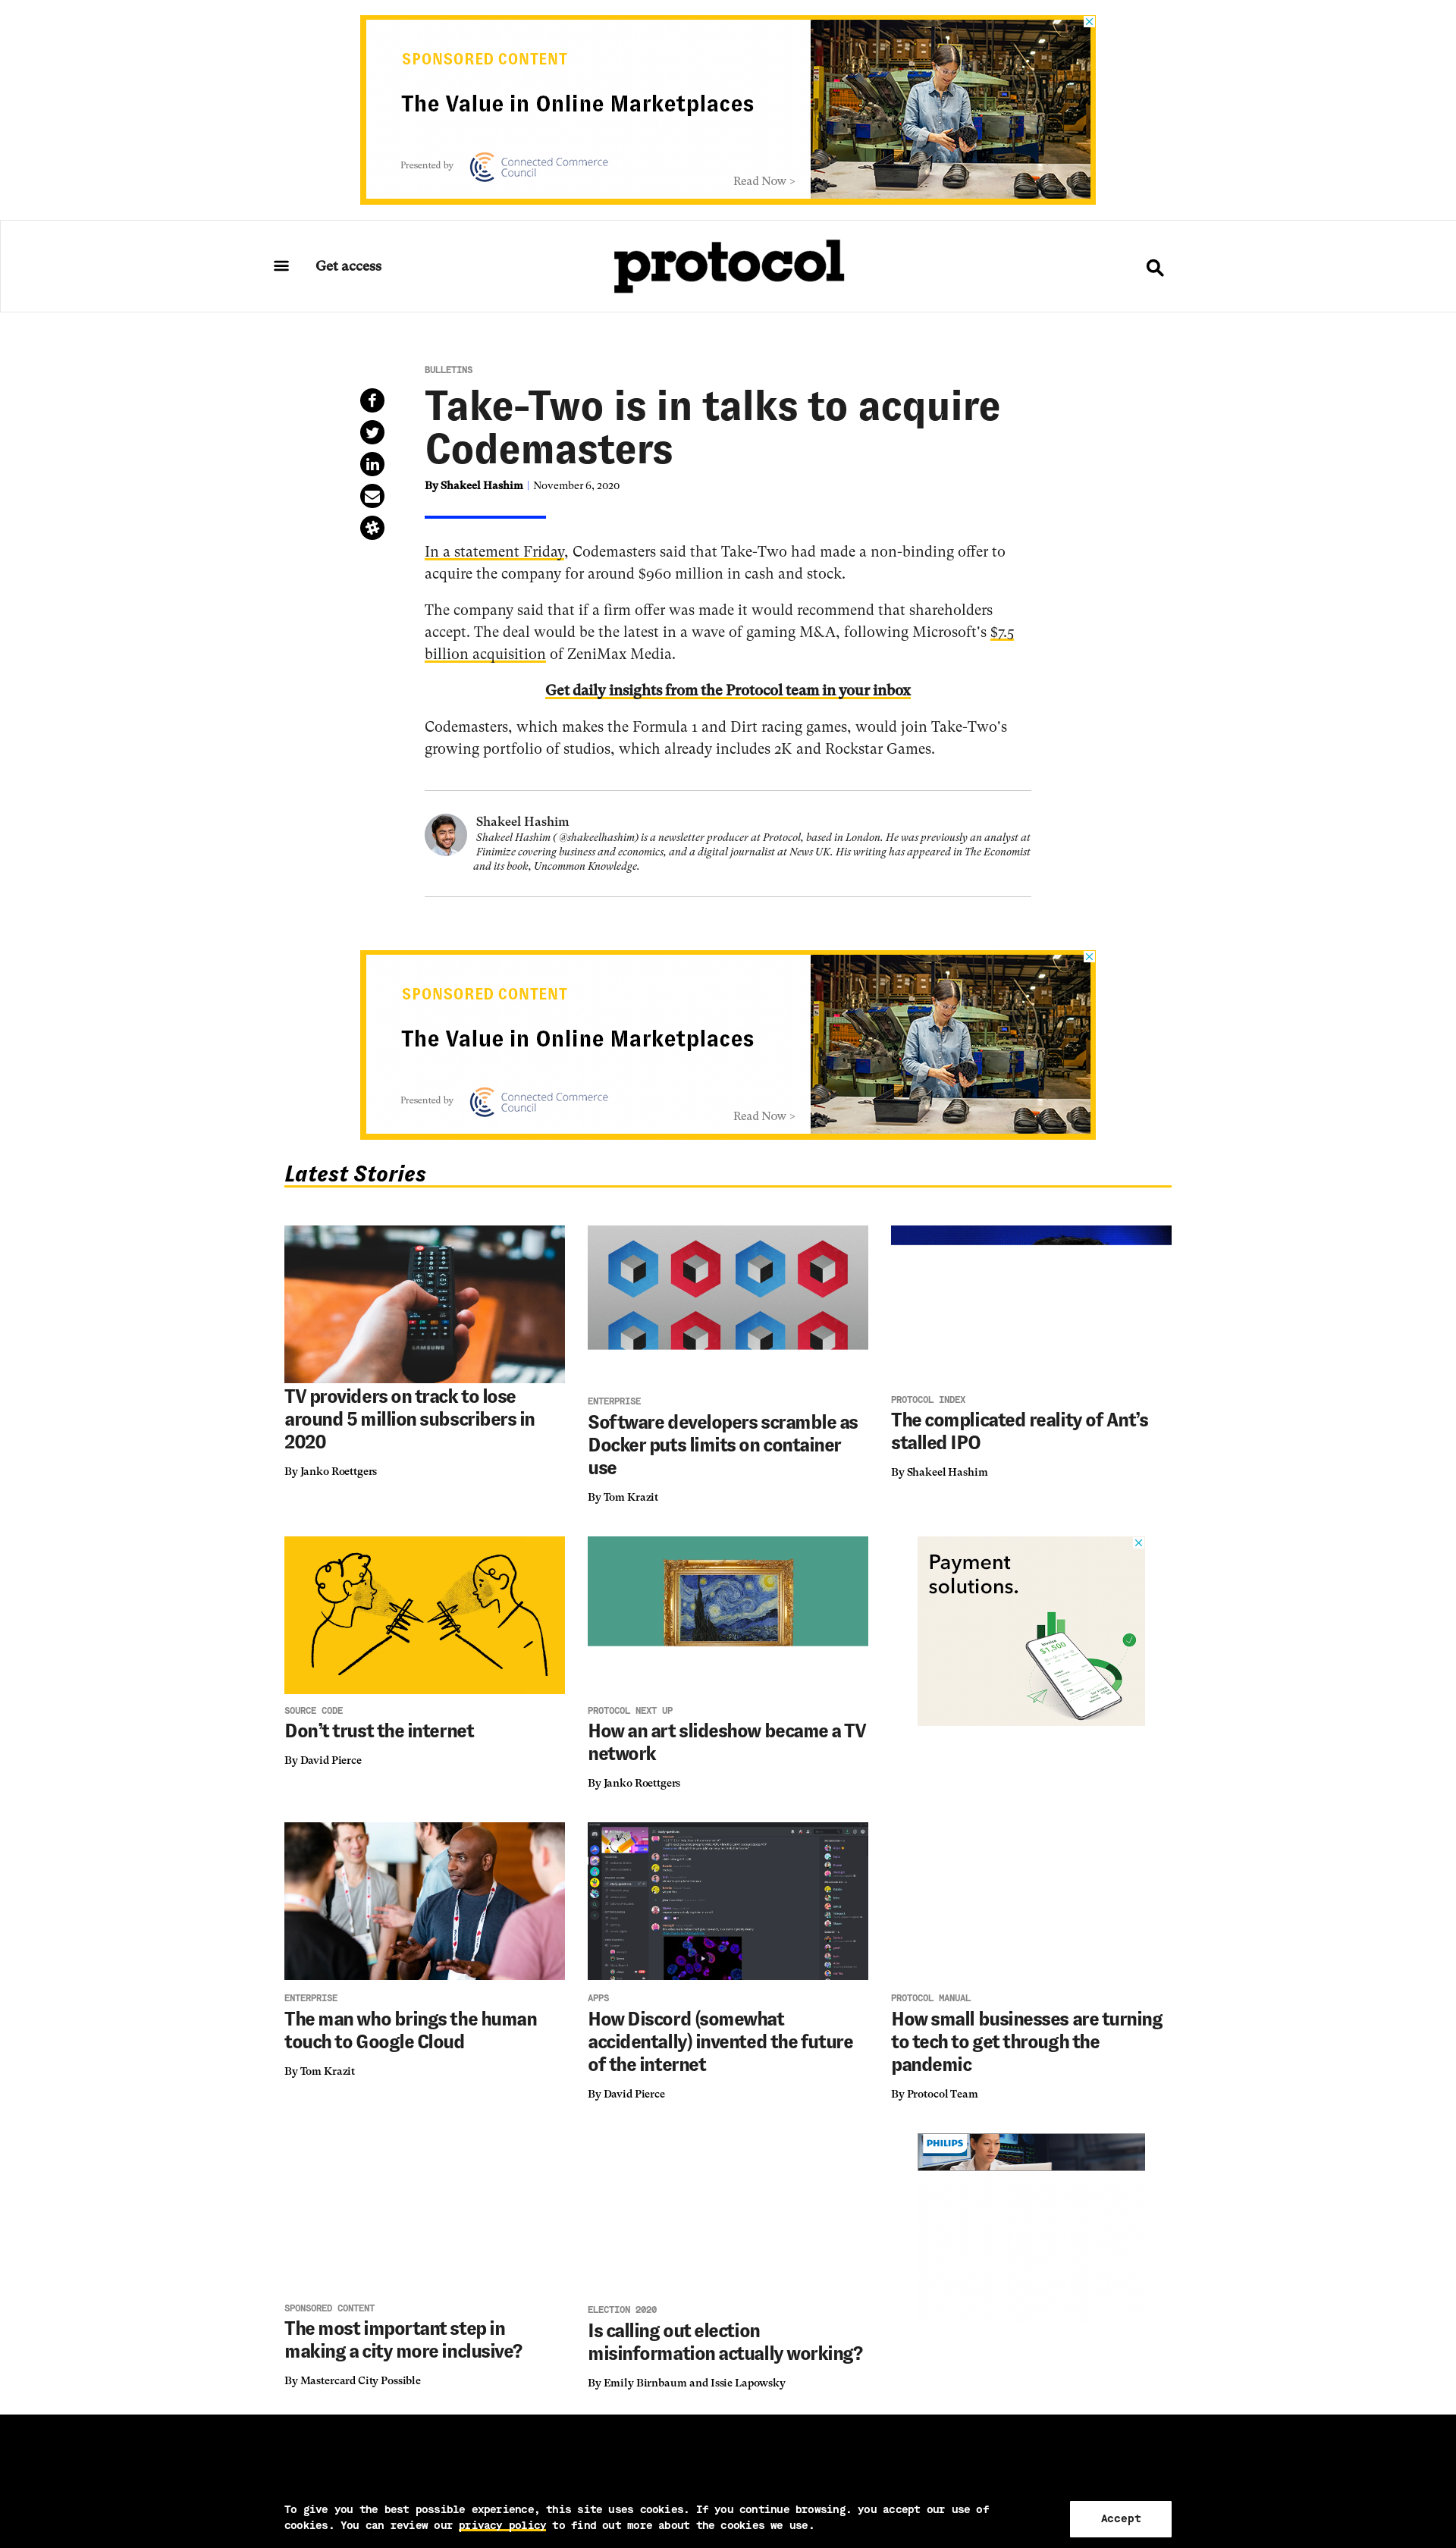 SPONSORED CONTENT
The Value in Online Marketplaces
Presented by
Connected Commerce
Council
Read Now >
Get access
protocol
BULLETINS
Take-Two is in talks to acquire
Codemasters
By Shakeel Hashim | November 6, 2020
In a statement Friday, Codemasters said that Take-Two had made a non-binding offer to
acquire the company for around $960 million in cash and stock.
The company said that if a firm offer was made it would recommend that shareholders
accept. The deal would be the latest in a wave of gaming M&A, following Microsoft's $7.5
billion acquisition of ZeniMax Media.
Get daily insights from the Protocol team in your inbox
Codemasters, which makes the Formula 1 and Dirt racing games, would join Take-Two's
growing portfolio of studios, which already includes 2K and Rockstar Games.
Shakeel Hashim
Shakeel Hashim ( @shakeelhashim) is a newsletter producer at Protocol, based in London. He was previously an analyst at
Finimize covering business and economics, and a digital journalist at News UK. His writing has appeared in The Economist
and its book, Uncommon Knowledge.
SPONSORED CONTENT
The Value in Online Marketplaces
Presented by
Connected Commerce
Council
Read Now >
Latest Stories
SAMSUNG
TV providers on track to lose
around 5 million subscribers in
2020
By Janko Roettgers
ENTERPRISE
Software developers scramble as
Docker puts limits on container
use
By Tom Krazit
PROTOCOL INDEX
The complicated reality of Ant’s
stalled IPO
By Shakeel Hashim
SOURCE CODE
Don’t trust the internet
By David Pierce
PROTOCOL NEXT UP
How an art slideshow became a TV
network
By Janko Roettgers
Payment
solutions.
Invoice
$1,500
ENTERPRISE
The man who brings the human
touch to Google Cloud
By Tom Krazit
APPS
How Discord (somewhat
accidentally) invented the future
of the internet
By David Pierce
PROTOCOL MANUAL
How small businesses are turning
to tech to get through the
pandemic
By Protocol Team
PHILIPS
SPONSORED CONTENT
The most important step in
making a city more inclusive?
By Mastercard City Possible
ELECTION 2020
Is calling out election
misinformation actually working?
By Emily Birnbaum and Issie Lapowsky
To give you the best possible experience, this site uses cookies. If you continue browsing. you accept our use of
cookies. You can review our privacy policy to find out more about the cookies we use.
Accept